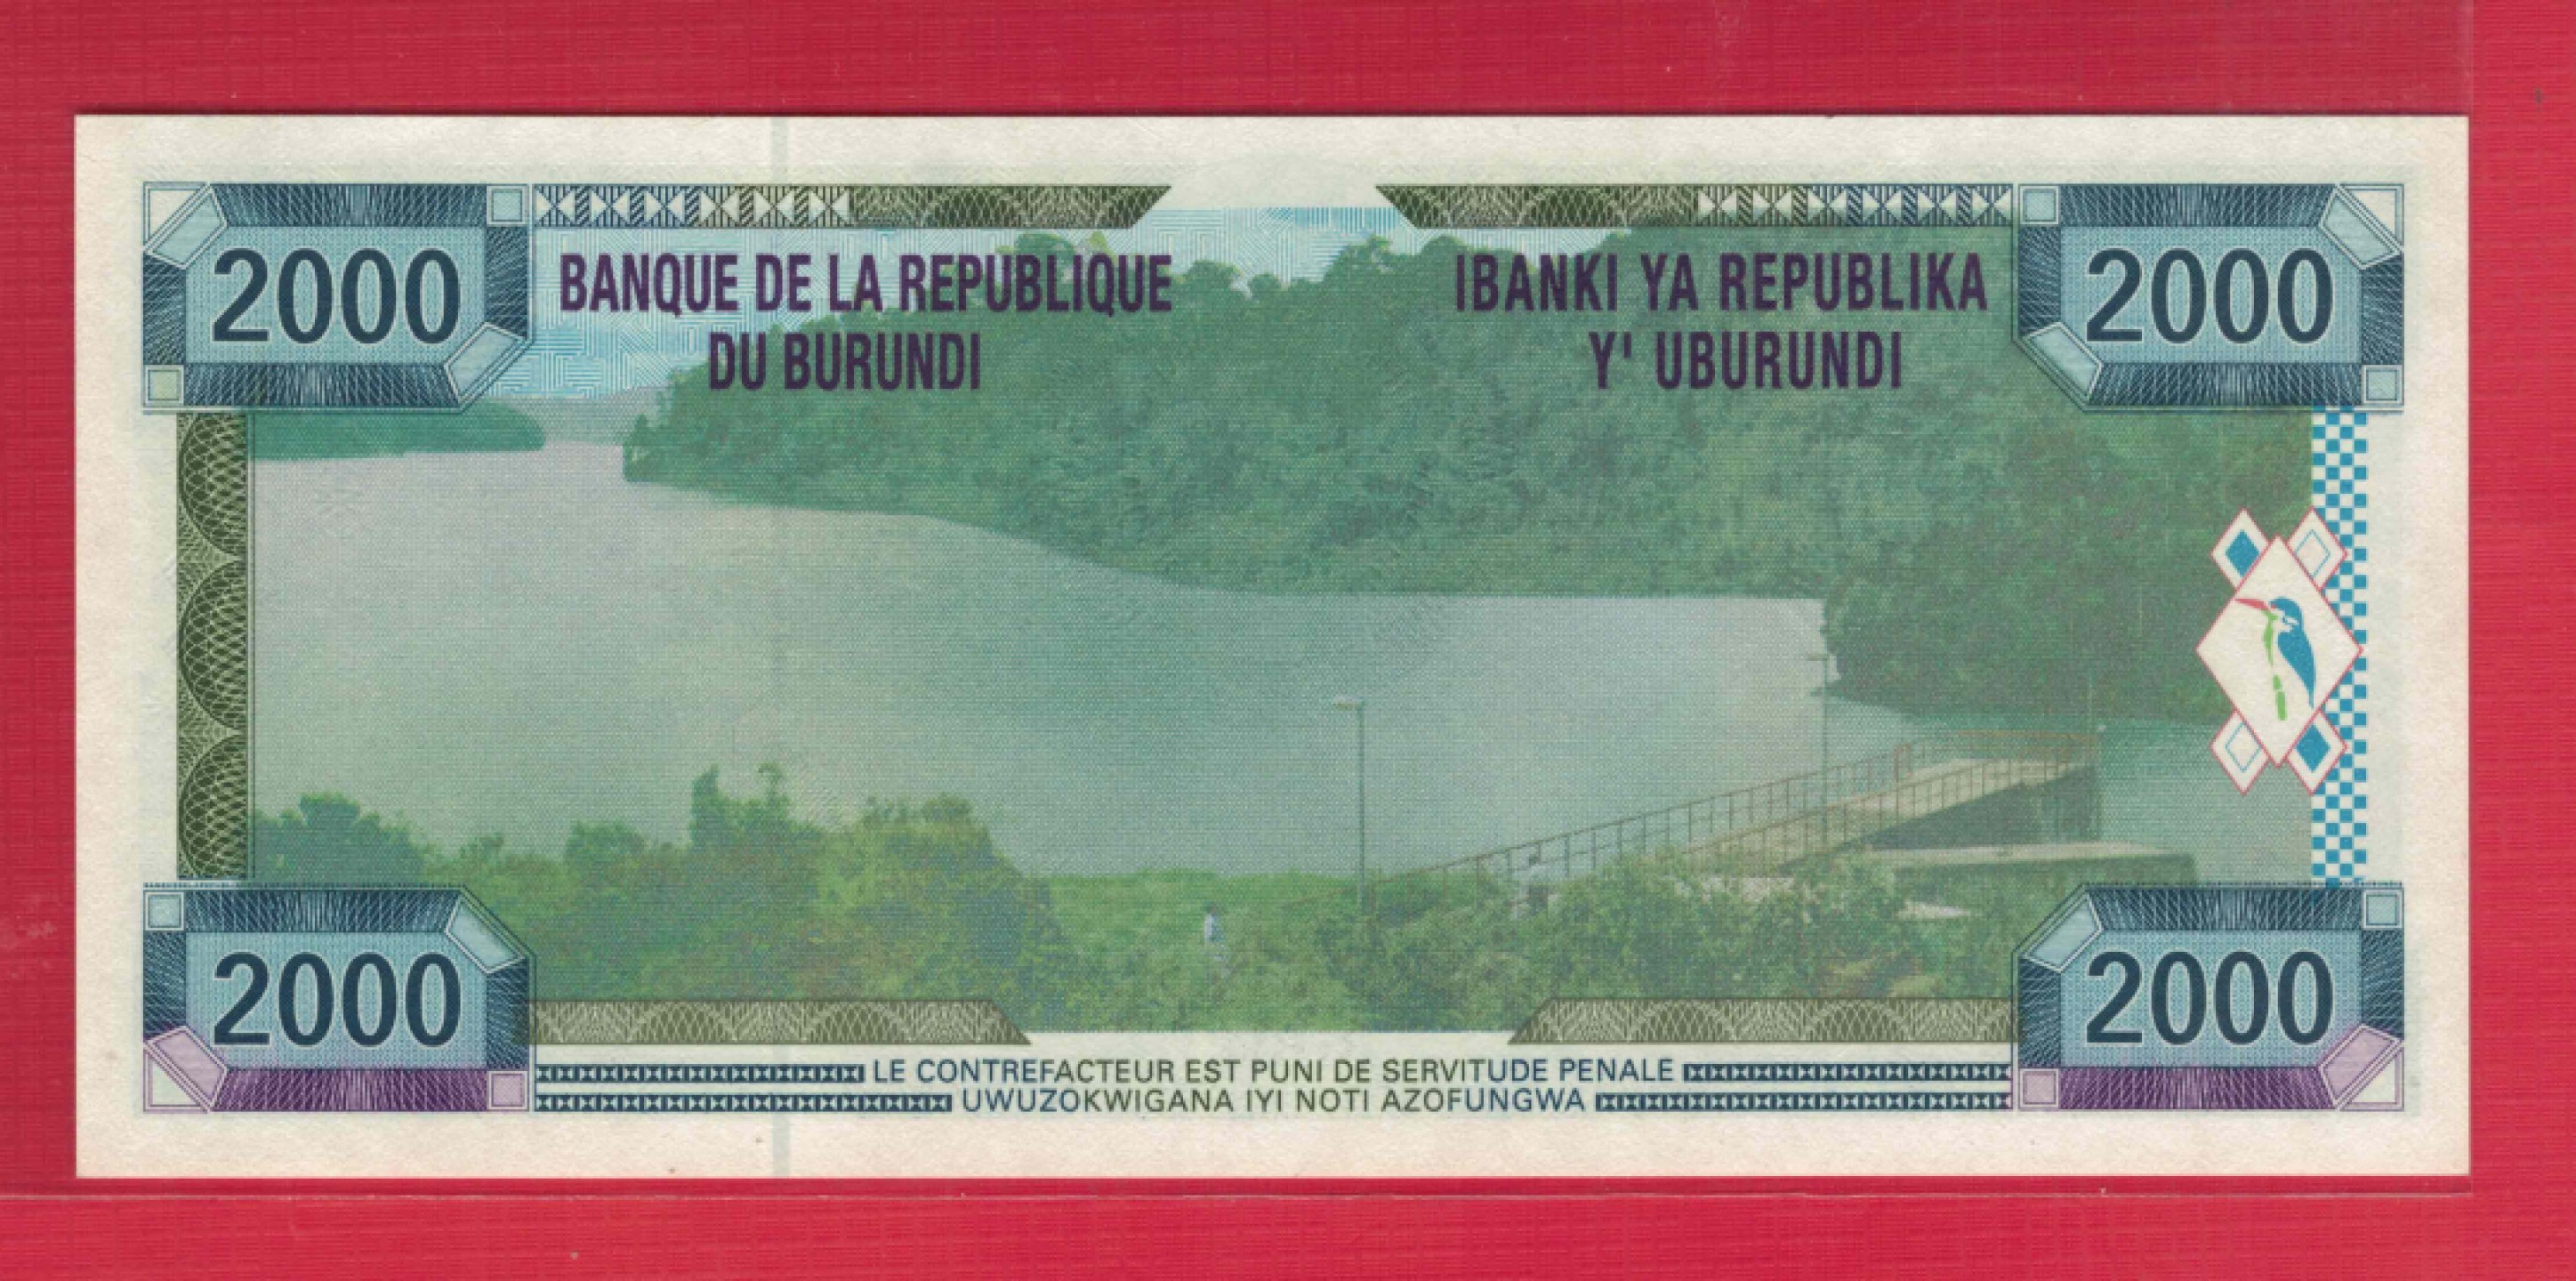 2000
BANQUE DE LA REPUBLIQUE
DU BURUNDI
IBANKI YA REPUBLIKA
Y' UBURUNDI
2000
2000
LE CONTREFACTEUR EST PUNI DE SERVITUDE PENALE
UWUZOKWIGANA IYI NOTI AZOFUNGWA
2000